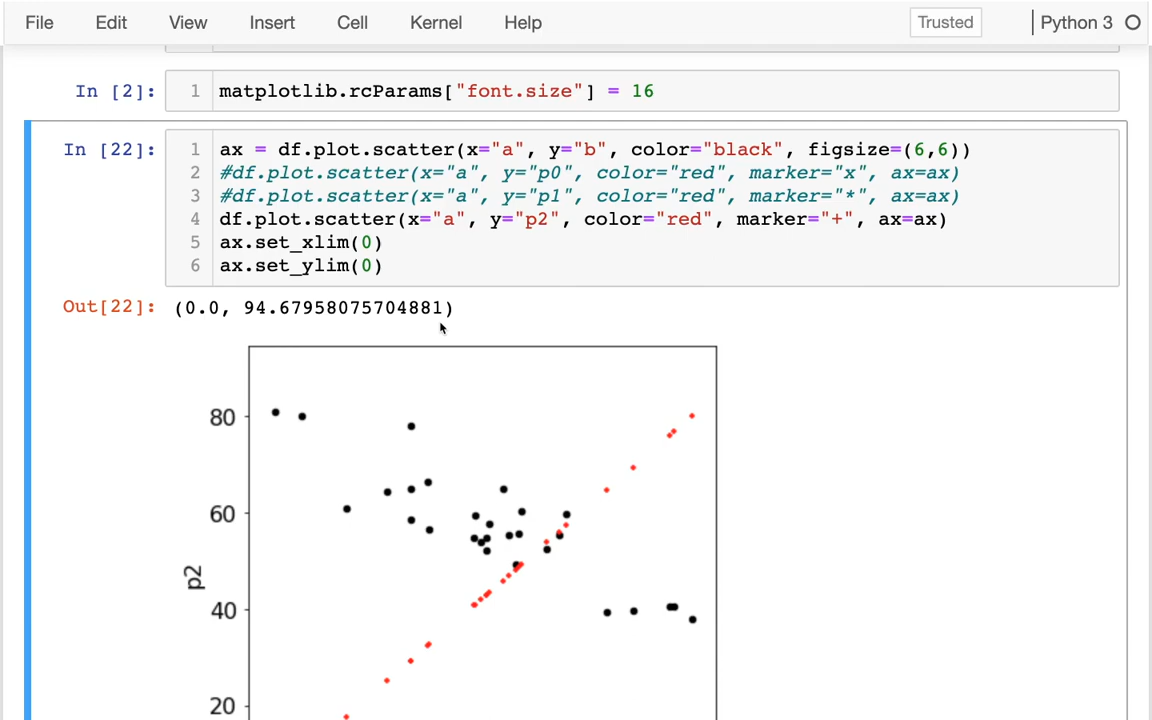 File Edit View Insert Cell Kernel Help Trusted Python 3
In [2]: 1 matplotlib.rcParams["font.size"] = 16
In [22]: 1 ax = df.plot.scatter(x="a", y="b", color="black", figsize=(6,6))
2 #df.plot.scatter(x="a", y="p0", color="red", marker="x", ax=ax)
3 #df.plot.scatter(x="a", y="p1", color="red", marker="*", ax=ax)
4 df.plot.scatter(x="a", y="p2", color="red", marker="+", ax=ax)
5 ax.set_xlim(0)
6 ax.set_ylim(0)
Out[22]: (0.0, 94.67958075704881)
80
60
p2
40
20